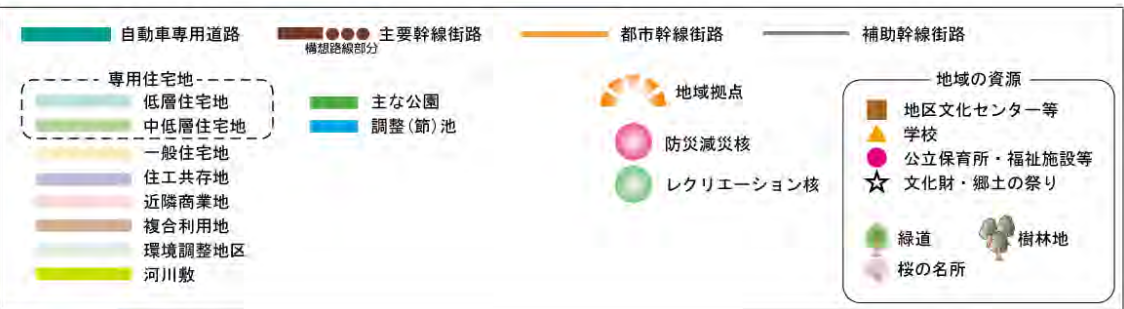 自動車専用道路
主要幹線街路
構想路線部分
都市幹線街路
補助幹線街路
専用住宅地
低層住宅地
中低層住宅地
一般住宅地
住工共存地
近隣商業地
複合利用地
環境調整地区
河川敷
主な公園
調整(節)池
地域拠点
防災減災核
レクリエーション核
地域の資源
地区文化センター等
学校
公立保育所・福祉施設等
文化財・郷土の祭り
緑道
樹林地
桜の名所